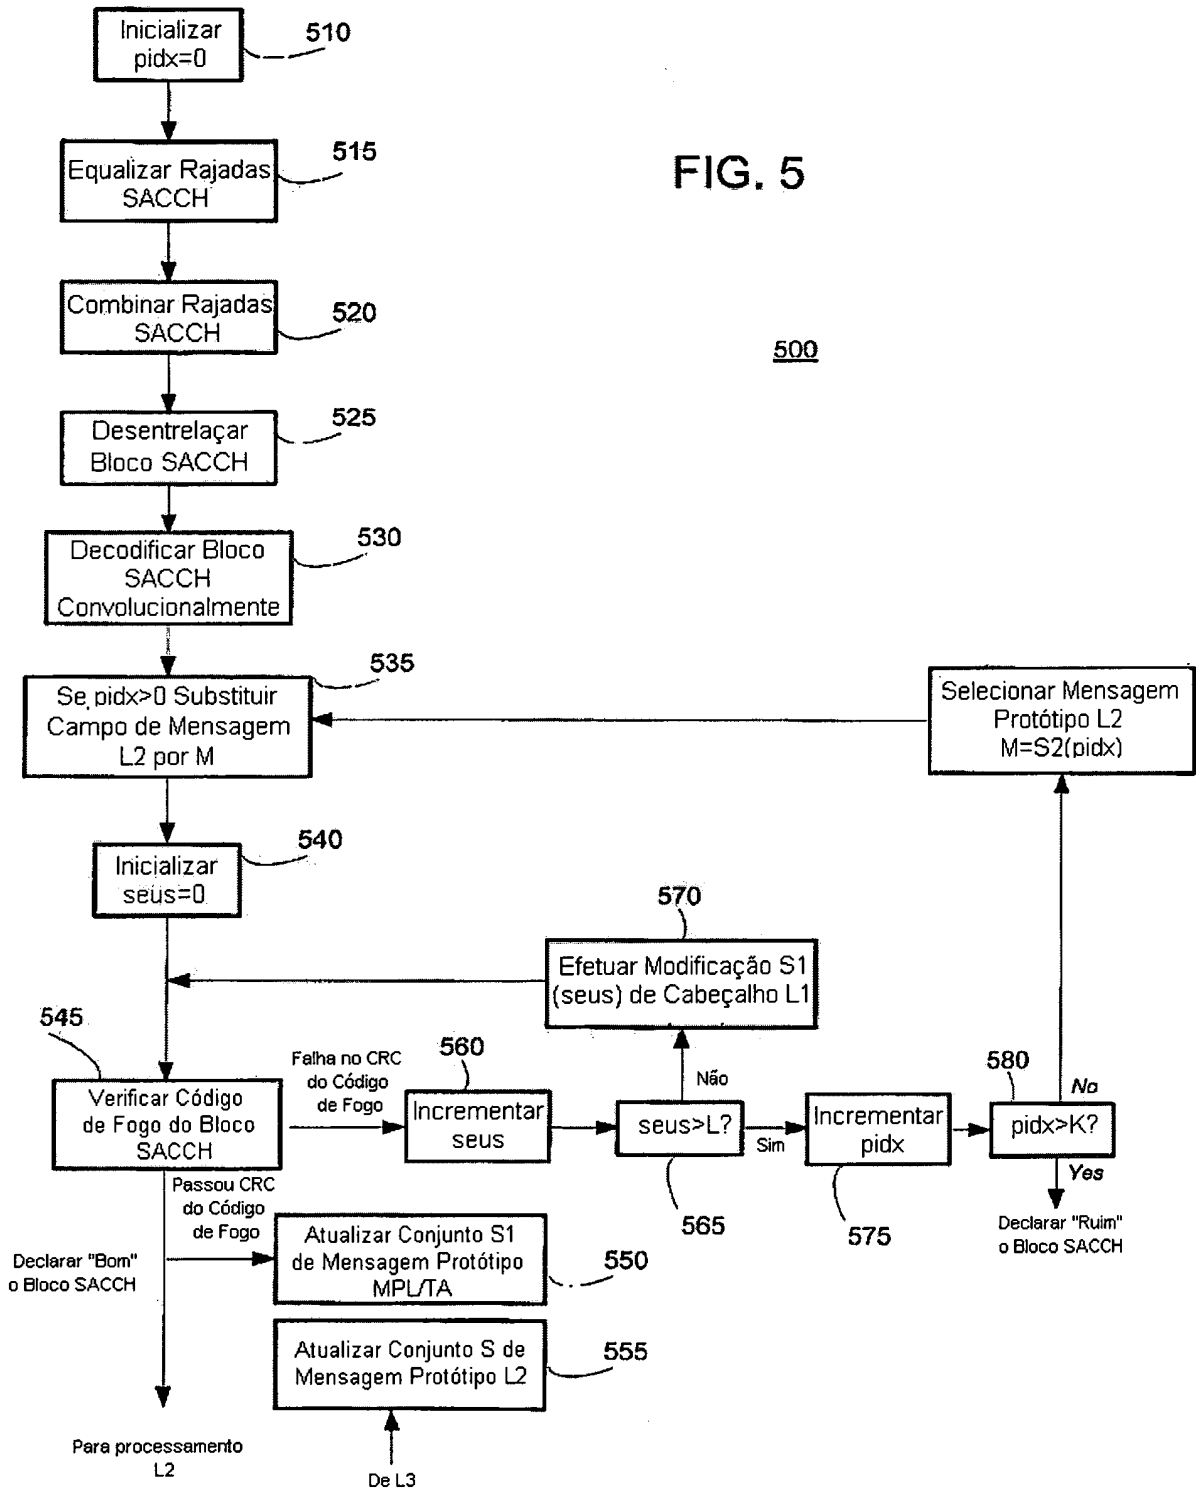 Inicializar
pidx=0
510
Equalizar Rajadas
SACCH
515
FIG. 5
Combinar Rajadas
SACCH
520
500
Desentrelaçar
Bloco SACCH
525
Decodificar Bloco
SACCH
Convolucionalmente
530
Se pidx>0 Substituir
Campo de Mensagem
L2 por M
535
Selecionar Mensagem
Protótipo L2
M=S2(pidx)
Inicializar
seus=0
540
570
Efetuar Modificação S1
(seus) de Cabeçalho L1
545
Verificar Código
de Fogo do Bloco
SACCH
Falha no CRC
do Código
de Fogo
560
Incrementar
seus
Não
seus>L?
565
Sim
Incrementar
pidx
575
580
No
pidx>K?
Yes
Declarar "Ruim"
o Bloco SACCH
Passou CRC
do Código
de Fogo
Declarar "Bom"
o Bloco SACCH
Atualizar Conjunto S1
de Mensagem Protótipo
MPL/TA
550
Atualizar Conjunto S de
Mensagem Protótipo L2
555
Para processamento
L2
De L3